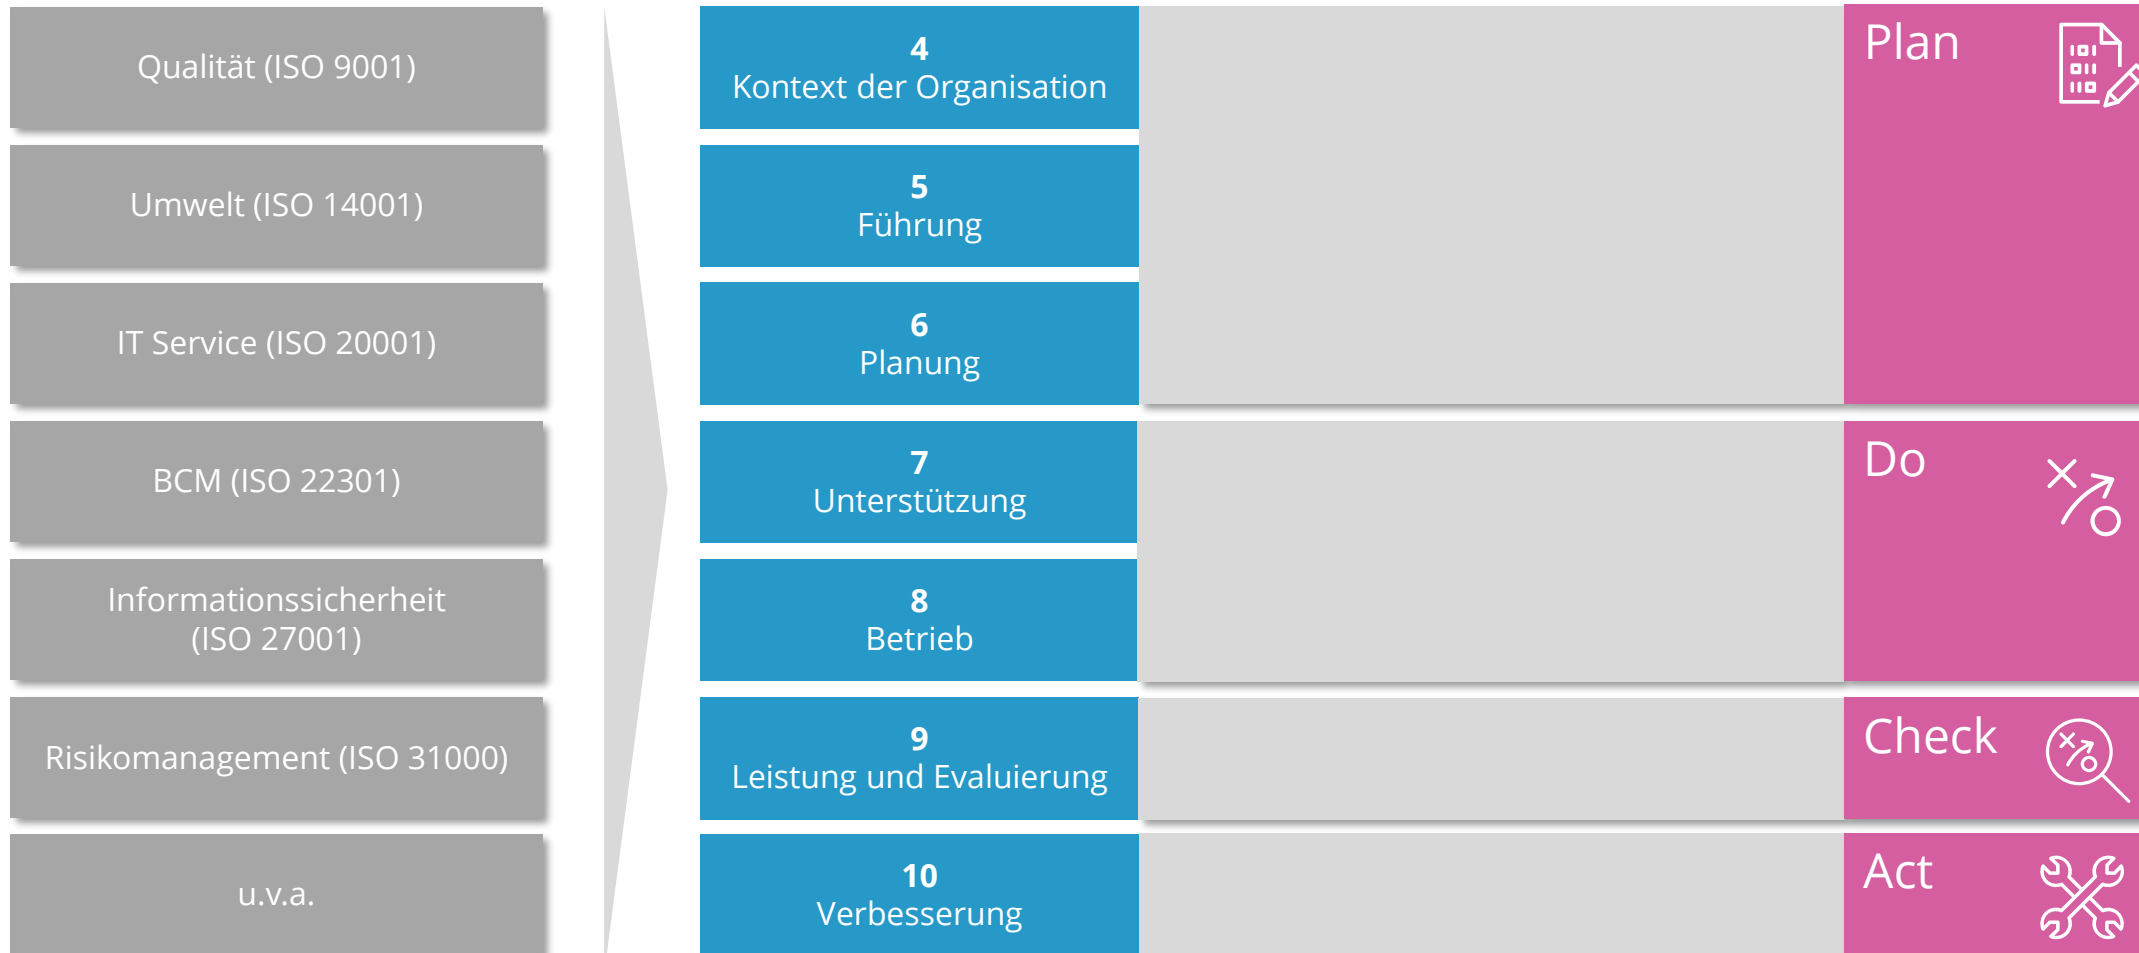 Qualität (ISO 9001)
Umwelt (ISO 14001)
IT Service (ISO 20001)
BCM (ISO 22301)
Informationssicherheit
(ISO 27001)
Risikomanagement (ISO 31000)
u.v.a.
4
Kontext der Organisation
5
Führung
6
Planung
7
Unterstützung
8
Betrieb
9
Leistung und Evaluierung
10
Verbesserung
Plan
Do
Check
Act